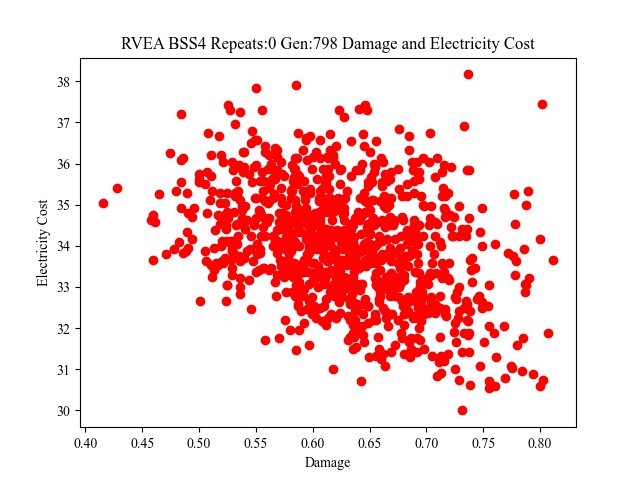 RVEA BSS4 Repeats:0 Gen:798 Damage and Electricity Cost
38
37
36
35
34
33
32
31
30
Electricity Cost
0.40 0.45 0.50 0.55 0.60 0.65 0.70 0.75 0.80
Damage